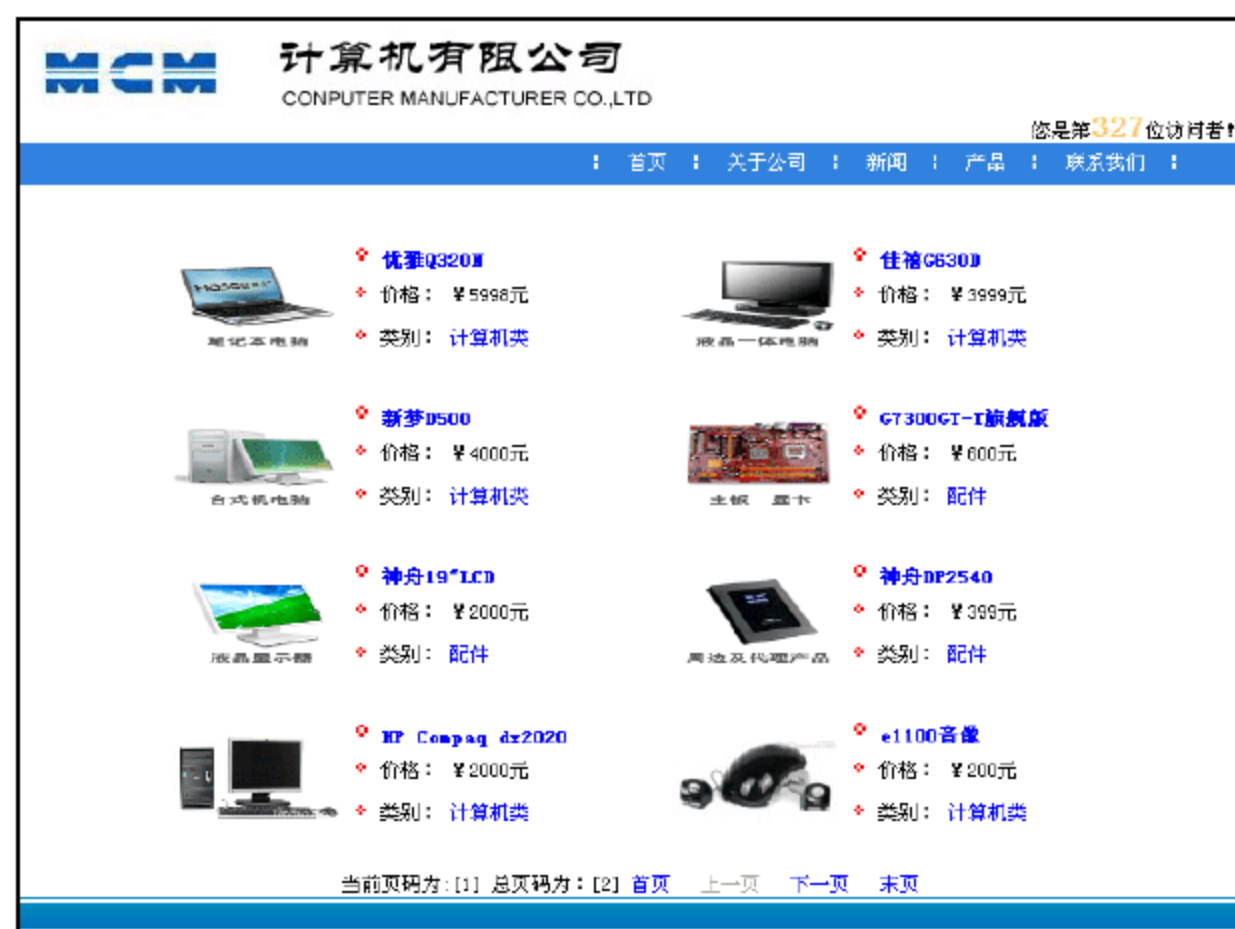 MCM
计算机有限公司
CONPUTER MANUFACTURER CO.,LTD
您是第327位访问者!
首页 关于公司 新闻 产品 联系我们
优雅Q320N
价格: ¥5998元
类别: 计算机类
笔记本电脑
佳禧G630D
价格: ¥3999元
类别: 计算机类
液晶一体电脑
新梦D500
价格: ¥4000元
类别: 计算机类
台式机电脑
G7300GT-T旗舰版
价格: ¥600元
类别: 配件
主板 显卡
神舟19"LCD
价格: ¥2000元
类别: 配件
液晶显示器
神舟DP2540
价格: ¥399元
类别: 配件
周边及代理产品
HP Compaq dx2020
价格: ¥2000元
类别: 计算机类
e1100音像
价格: ¥200元
类别: 计算机类
当前页码为:[1] 总页码为:[2] 首页 上一页 下一页 末页